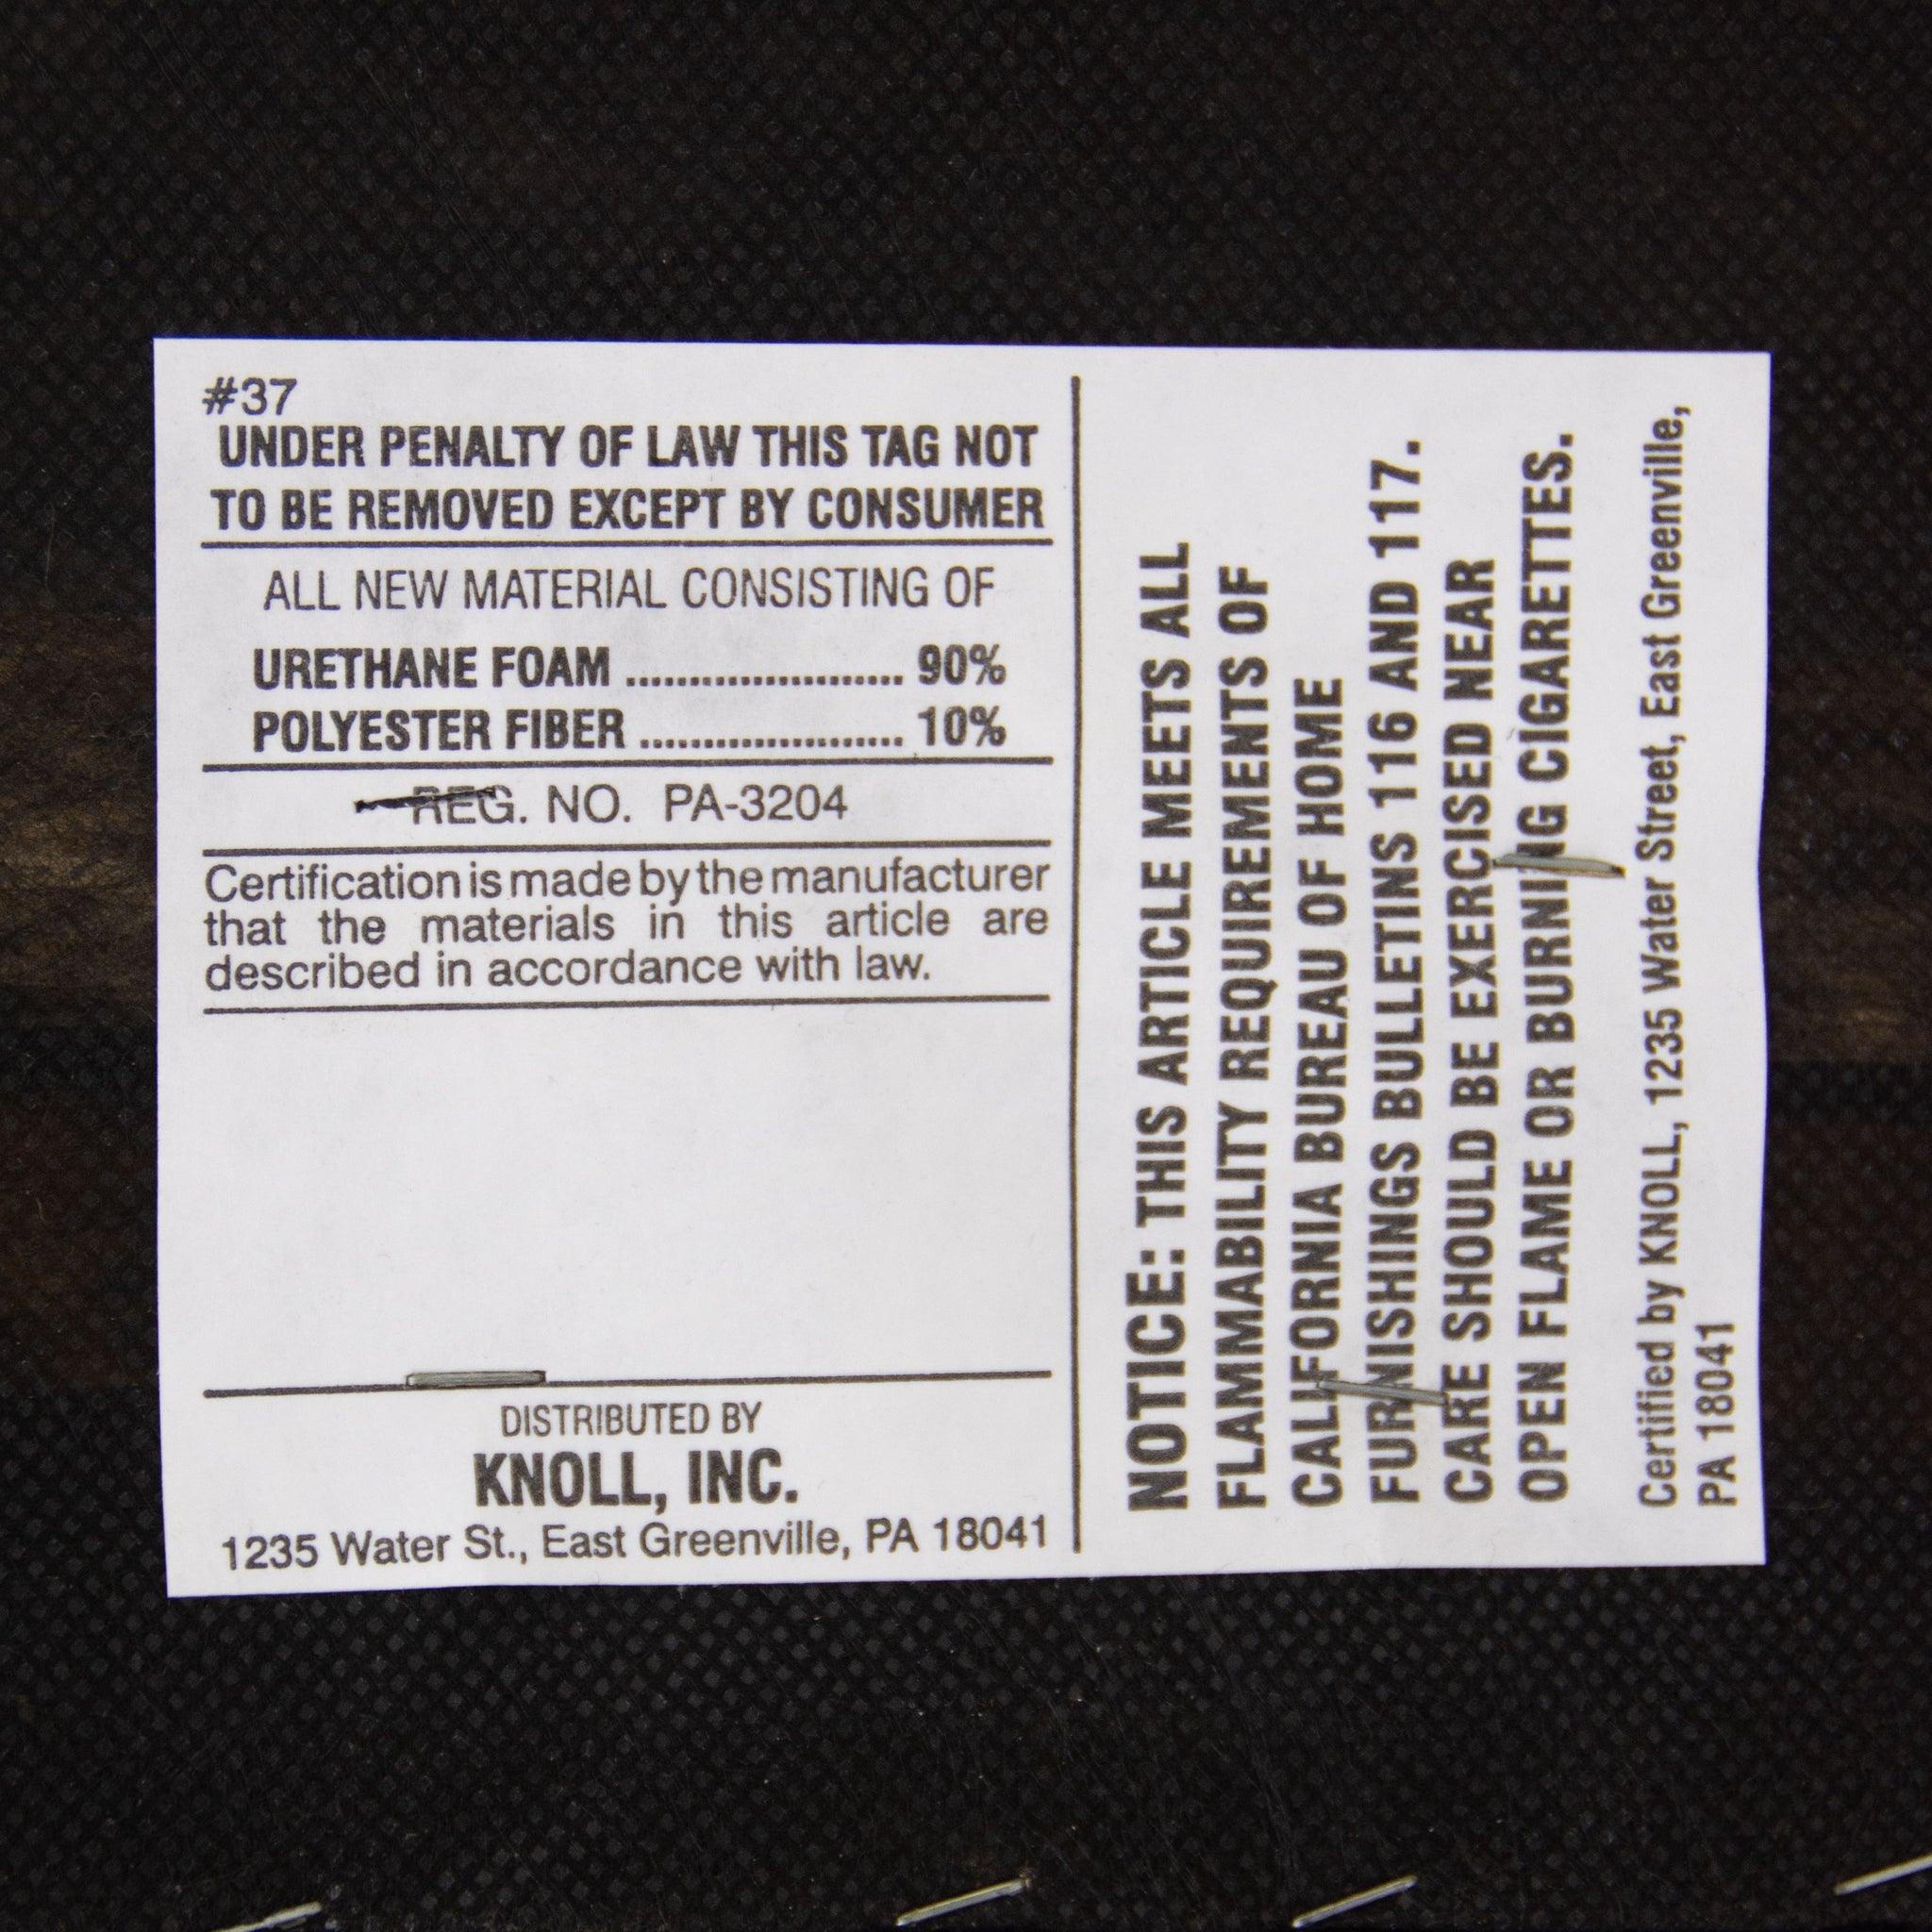 #37
UNDER PENALTY OF LAW THIS TAG NOT
TO BE REMOVED EXCEPT BY CONSUMER
ALL NEW MATERIAL CONSISTING OF
URETHANE FOAM ...................... 90%
POLYESTER FIBER ..................... 10%
REG. NO. PA-3204
Certification is made by the manufacturer
that the materials in this article are
described in accordance with law.
DISTRIBUTED BY
KNOLL, INC.
1235 Water St., East Greenville, PA 18041
NOTICE: THIS ARTICLE MEETS ALL
FLAMMABILITY REQUIREMENTS OF
CALIFORNIA BUREAU OF HOME
FURNISHINGS BULLETINS 116 AND 117.
CARE SHOULD BE EXERCISED NEAR
OPEN FLAME OR BURNING CIGARETTES.
Certified by KNOLL, 1235 Water Street, East Greenville,
PA 18041